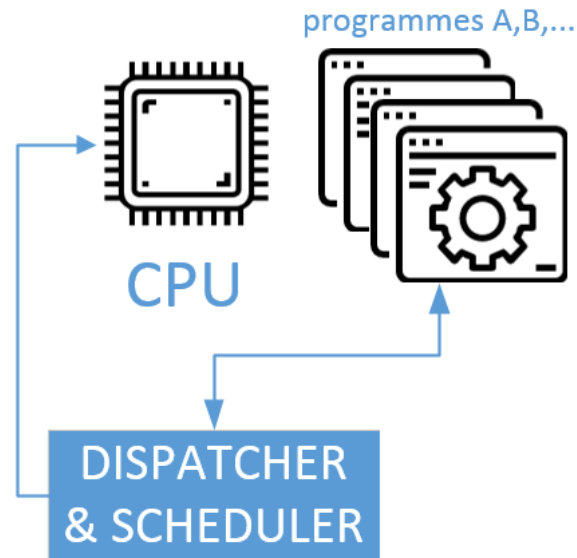 programmes A,B,...
CPU
DISPATCHER
& SCHEDULER